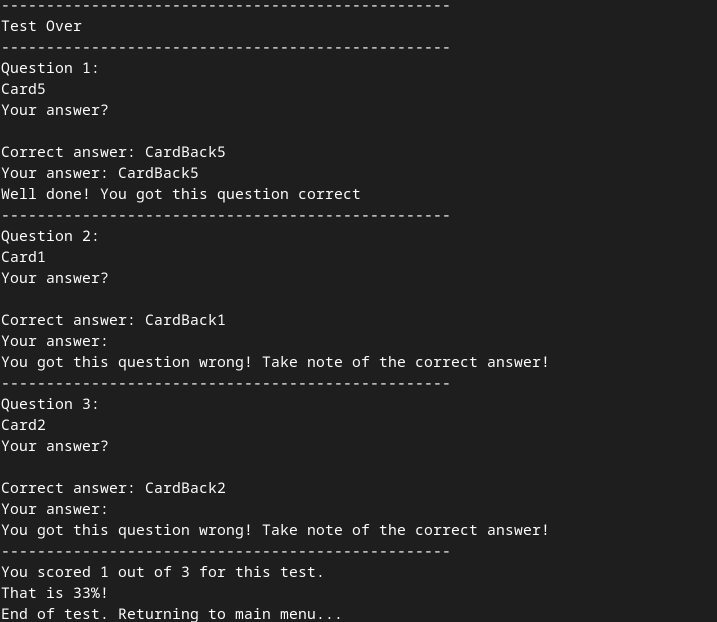 --------------------------------------------------
Test Over
--------------------------------------------------
Question 1:
Card5
Your answer?

Correct answer: CardBack5
Your answer: CardBack5
Well done! You got this question correct
--------------------------------------------------
Question 2:
Card1
Your answer?

Correct answer: CardBack1
Your answer:
You got this question wrong! Take note of the correct answer!
--------------------------------------------------
Question 3:
Card2
Your answer?

Correct answer: CardBack2
Your answer:
You got this question wrong! Take note of the correct answer!
--------------------------------------------------
You scored 1 out of 3 for this test.
That is 33%!
End of test. Returning to main menu...